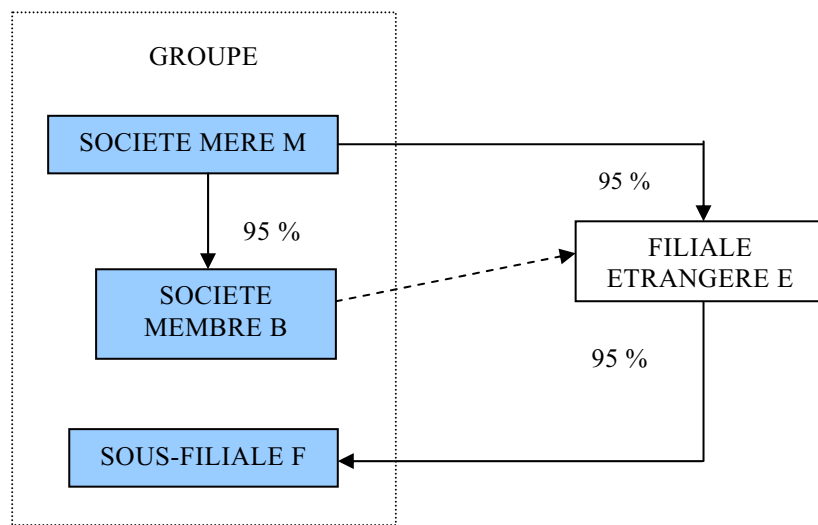 GROUPE
SOCIETE MERE M
95 %
95 %
FILIALE
ETRANGERE E
SOCIETE
MEMBRE B
95 %
SOUS-FILIALE F